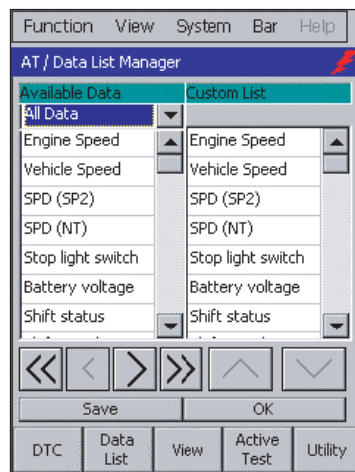 Function View System Bar Help
AT / Data List Manager
Available Data Custom List
All Data
Engine Speed Engine Speed
Vehicle Speed Vehicle Speed
SPD (SP2) SPD (SP2)
SPD (NT) SPD (NT)
Stop light switch Stop light switch
Battery voltage Battery voltage
Shift status Shift status
Save OK
DTC Data List View Active Test Utility